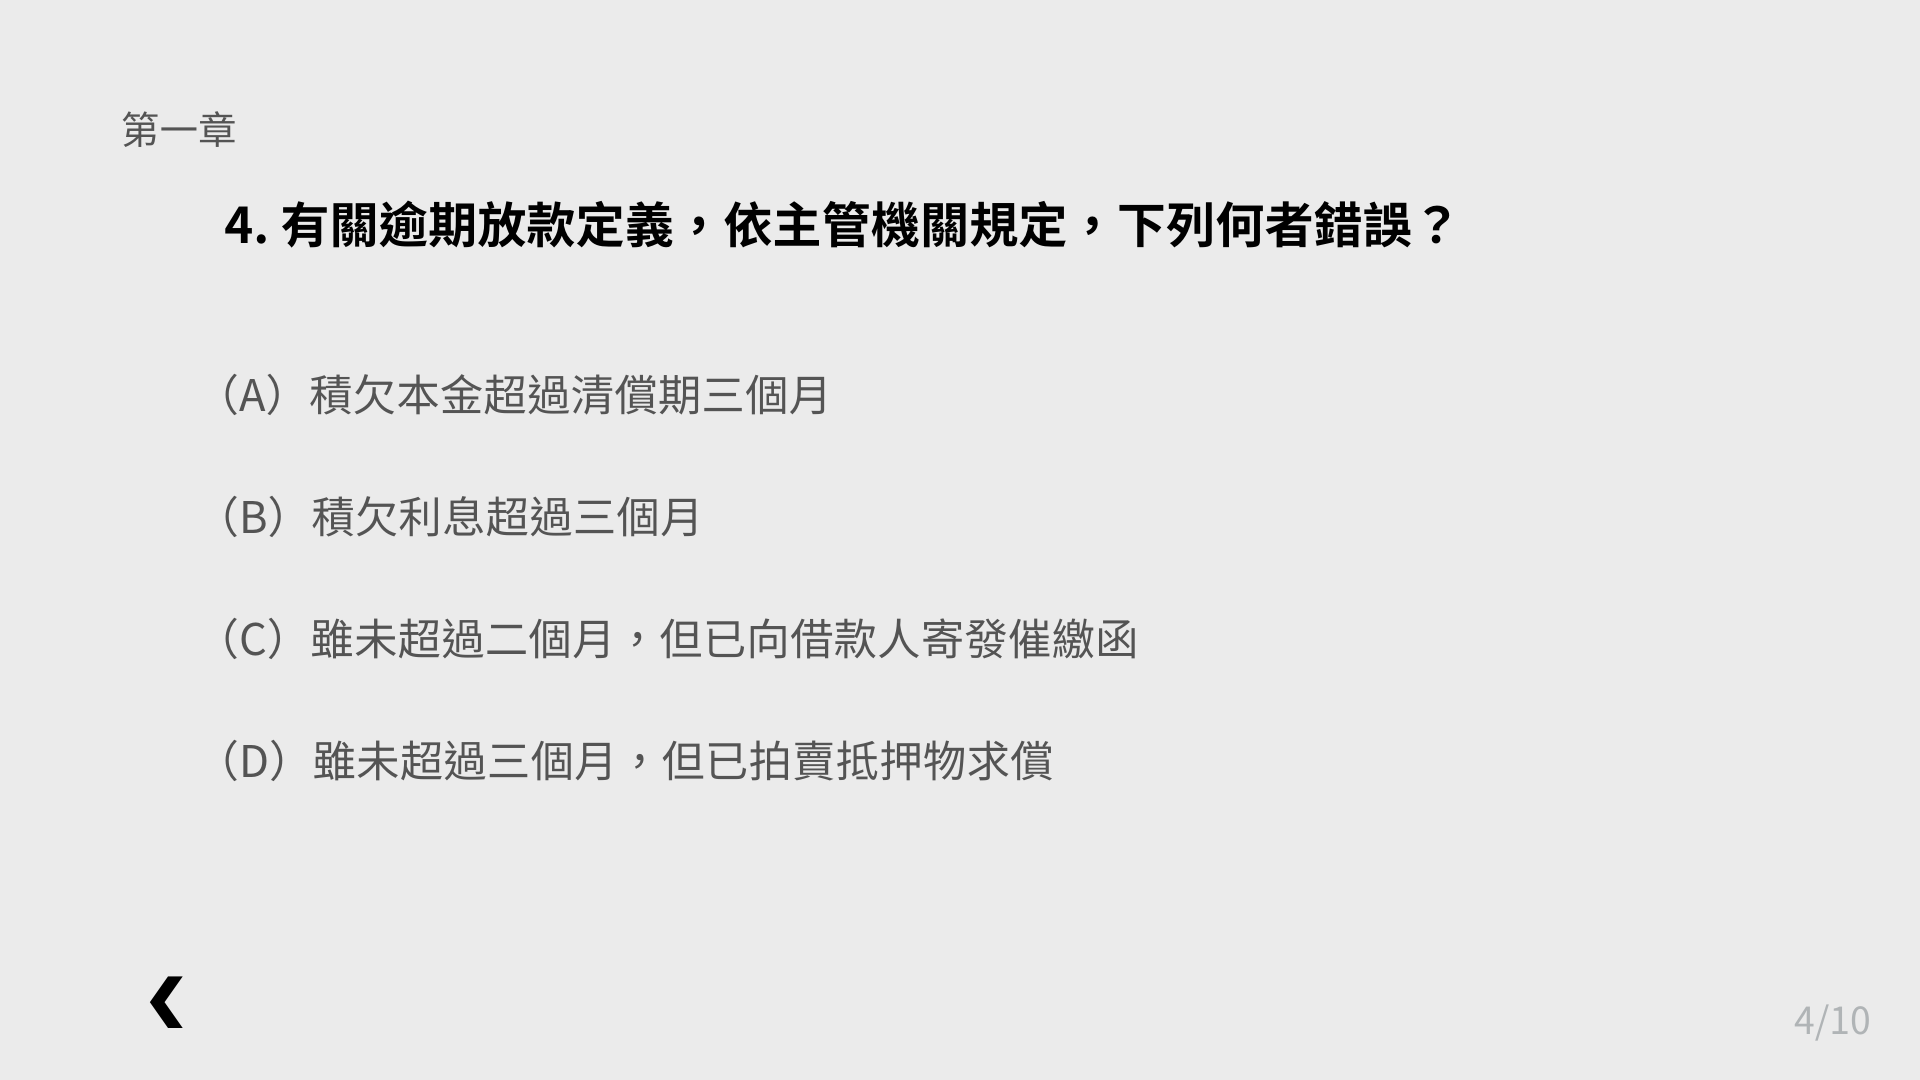 第一章
4. 有關逾期放款定義，依主管機關規定，下列何者錯誤？
（A）積欠本金超過清償期三個月
（B）積欠利息超過三個月
（C）雖未超過二個月，但已向借款人寄發催繳函
（D）雖未超過三個月，但已拍賣抵押物求償
4/10